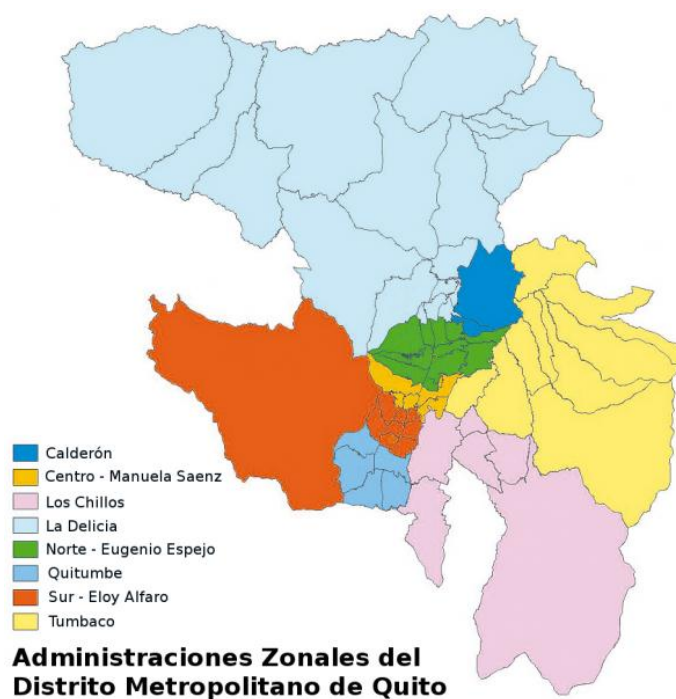 Calderón
Centro - Manuela Saenz
Los Chillos
La Delicia
Norte - Eugenio Espejo
Quitumbe
Sur - Eloy Alfaro
Tumbaco
Administraciones Zonales del
Distrito Metropolitano de Quito